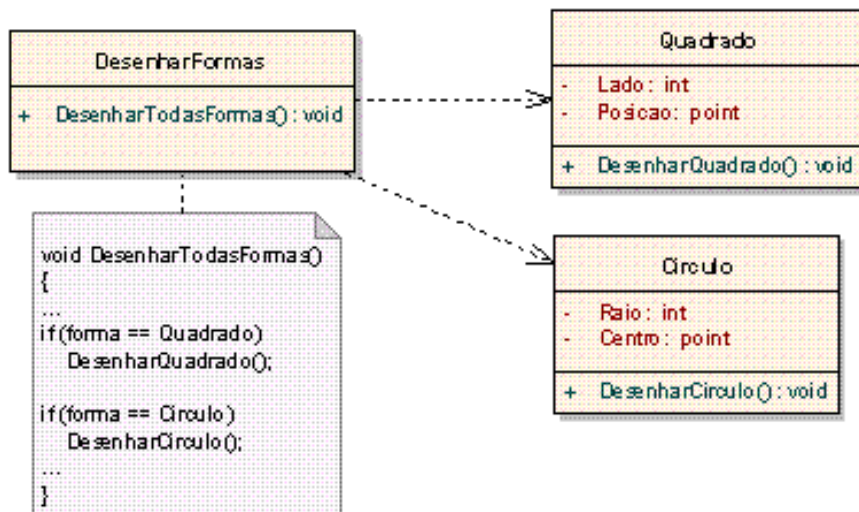 DesenharFormas
+ DesenharTodasFormas() : void
Quadrado
- Lado : int
- Posicao : point
+ DesenharQuadrado() : void
Circulo
- Raio : int
- Centro : point
+ DesenharCirculo() : void
void DesenharTodasFormas()
{
...
if(forma == Quadrado)
DesenharQuadrado();
if(forma == Circulo)
DesenharCirculo();
...
}